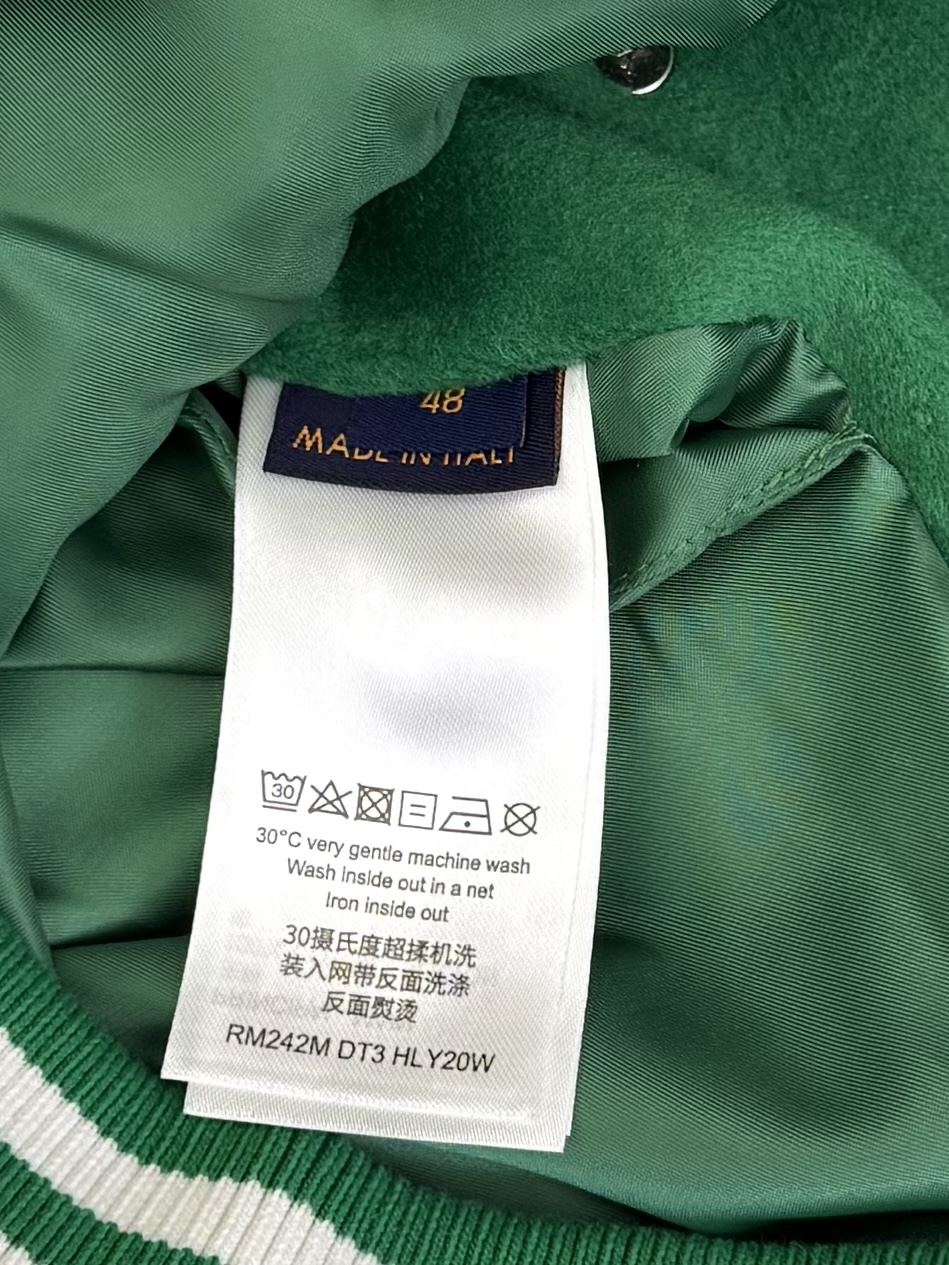 48
MADE IN ITALY
30
30°C very gentle machine wash
Wash inside out in a net
Iron inside out
30摄氏度超揉机洗
装入网带反面洗涤
反面熨烫
RM242M DT3 HLY20W